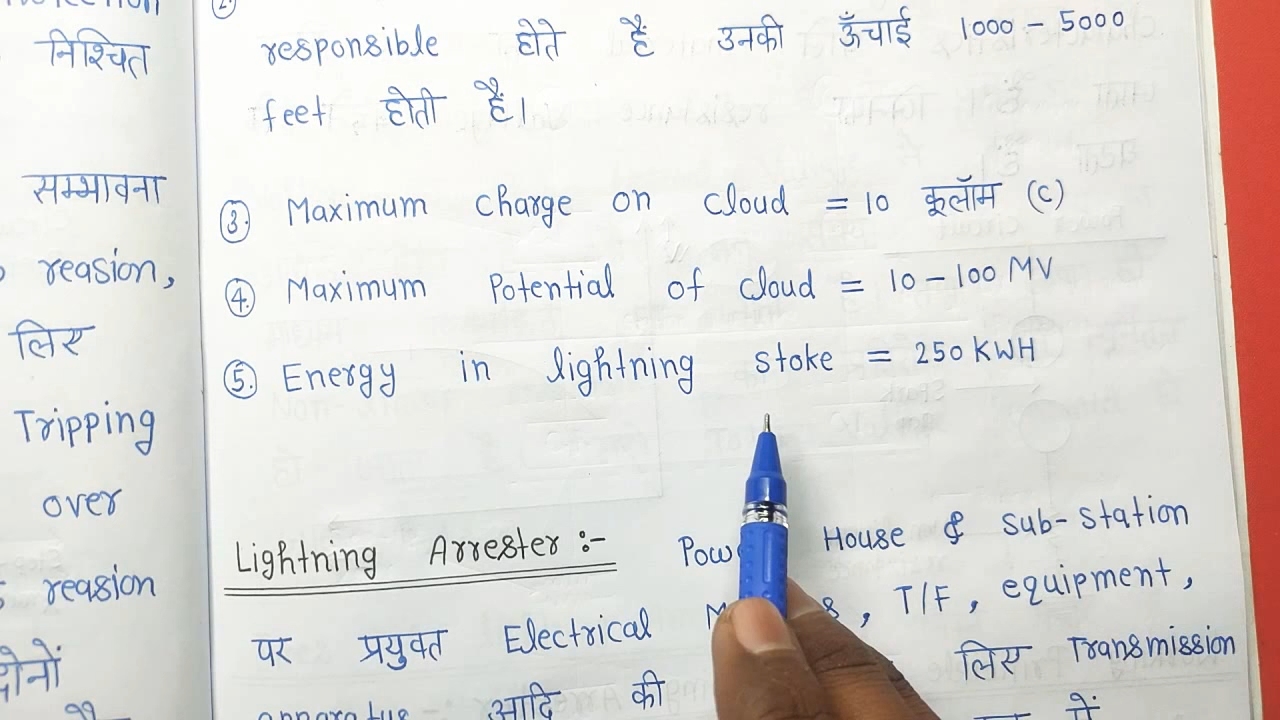 निश्चित
सम्भावना
reasion,
लिए
Tripping
over
reasion
2.
responsible होते हैं उनकी ऊँचाई 1000 - 5000
feet होती हैं।
3. Maximum charge on cloud = 10 कूलॉम (C)
4. Maximum Potential of cloud = 10 - 100 MV
5. Energy in lightning stoke = 250 KWH
Lightning Arrester :- House & Sub-Station
पर प्रयुक्त Electrical , T/F , equipment ,
आदि की लिए Transmission
में